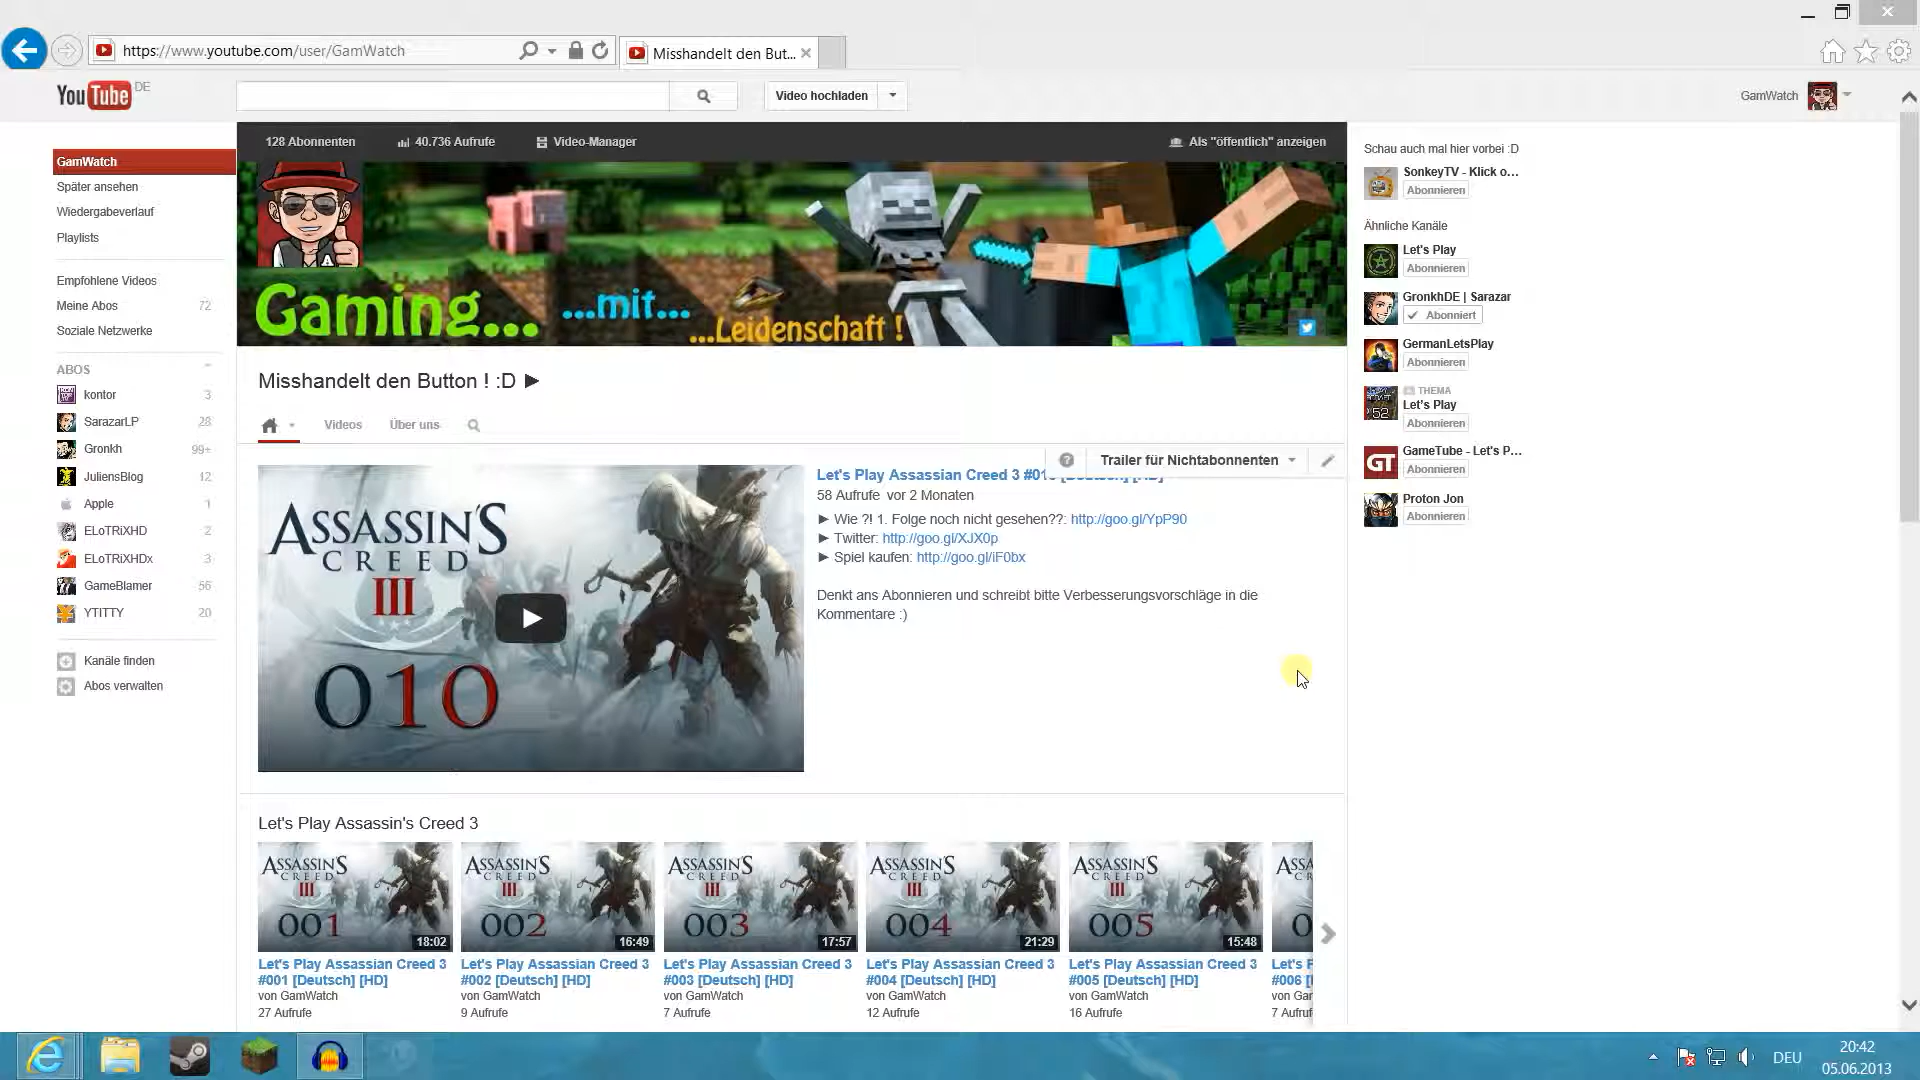 https://www.youtube.com/user/GamWatch
Misshandelt den But...
YouTube DE
Video hochladen
GamWatch
128 Abonnenten
40.736 Aufrufe
Video-Manager
Als "öffentlich" anzeigen
GamWatch
Später ansehen
Wiedergabeverlauf
Playlists
Empfohlene Videos
Meine Abos 72
Soziale Netzwerke
ABOS
kontor 3
SarazarLP 28
Gronkh 99+
JuliensBlog 12
Apple 1
ELoTRiXHD 2
ELoTRiXHDx 3
GameBlamer 56
YTITTY 20
Kanäle finden
Abos verwalten
A
Gaming...
...mit...
...Leidenschaft !
Misshandelt den Button ! :D ►
Videos
Über uns
Trailer für Nichtabonnenten
ASSASSIN'S
CREED
III
010
Let's Play Assassian Creed 3 #010 [Deutsch] [HD]
58 Aufrufe vor 2 Monaten
► Wie ?! 1. Folge noch nicht gesehen??: http://goo.gl/YpP90
► Twitter: http://goo.gl/XJX0p
► Spiel kaufen: http://goo.gl/iF0bx
Denkt ans Abonnieren und schreibt bitte Verbesserungsvorschläge in die
Kommentare :)
Let's Play Assassin's Creed 3
ASSASSIN'S
CREED
III
001
18:02
Let's Play Assassian Creed 3
#001 [Deutsch] [HD]
von GamWatch
27 Aufrufe
ASSASSIN'S
CREED
III
002
16:49
Let's Play Assassian Creed 3
#002 [Deutsch] [HD]
von GamWatch
9 Aufrufe
ASSASSIN'S
CREED
III
003
17:57
Let's Play Assassian Creed 3
#003 [Deutsch] [HD]
von GamWatch
7 Aufrufe
ASSASSIN'S
CREED
III
004
21:29
Let's Play Assassian Creed 3
#004 [Deutsch] [HD]
von GamWatch
12 Aufrufe
ASSASSIN'S
CREED
III
005
15:48
Let's Play Assassian Creed 3
#005 [Deutsch] [HD]
von GamWatch
16 Aufrufe
ASSA
CR
0
Let's P
#006 [
von Gam
7 Aufruf
Schau auch mal hier vorbei :D
SonkeyTV - Klick o...
Abonnieren
Ähnliche Kanäle
Let's Play
Abonnieren
GronkhDE | Sarazar
Abonniert
GermanLetsPlay
Abonnieren
52
THEMA
Let's Play
Abonnieren
GT
GameTube - Let's P...
Abonnieren
Proton Jon
Abonnieren
DEU
20:42
05.06.2013